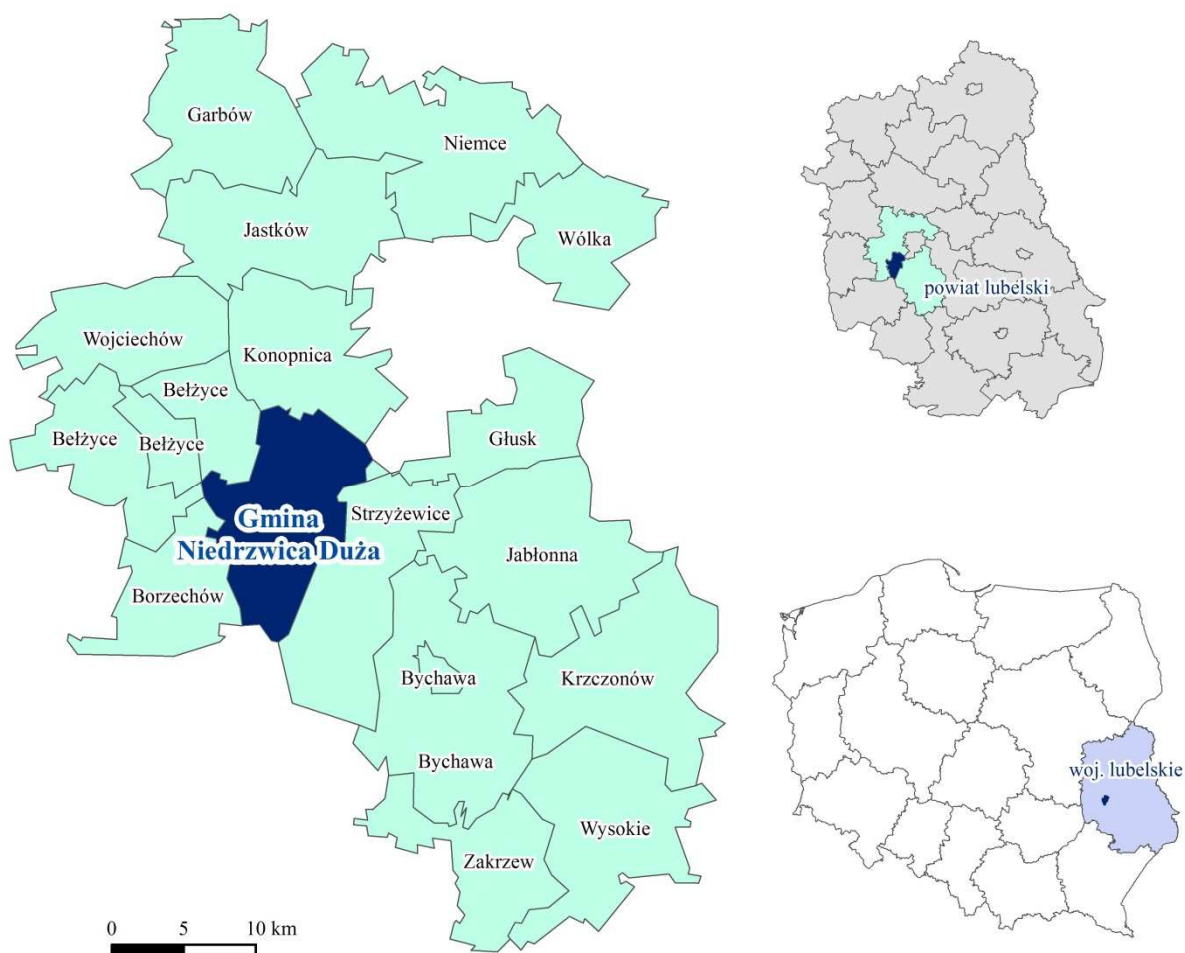 Garbów
Niemce
Jastków
Wólka
Wojciechów
Konopnica
Bełżyce
Bełżyce
Bełżyce
Głusk
Strzyżewice
Gmina
Niedrzwica Duża
Jabłonna
Borzechów
Bychawa
Krzczonów
Bychawa
Wysokie
Zakrzew
0 5 10 km
powiat lubelski
woj. lubelskie